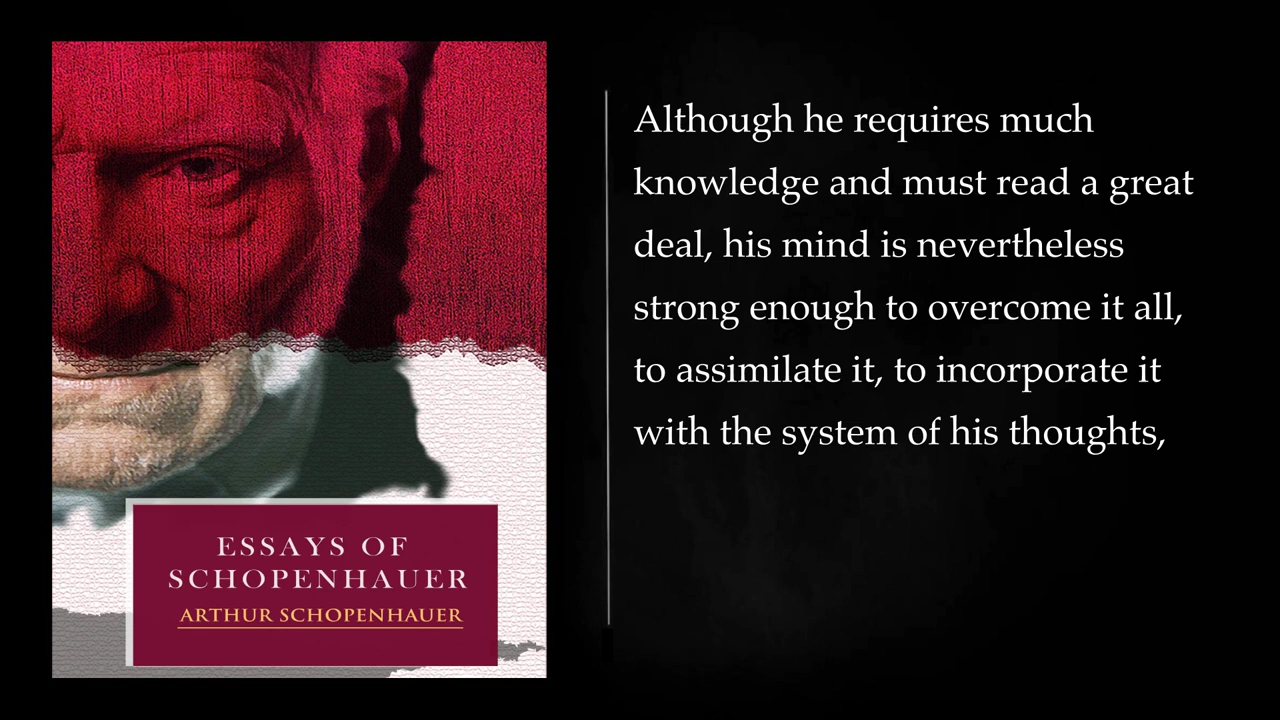 ESSAYS OF
SCHOPENHAUER
ARTHUR SCHOPENHAUER
Although he requires much
knowledge and must read a great
deal, his mind is nevertheless
strong enough to overcome it all,
to assimilate it, to incorporate it
with the system of his thoughts,